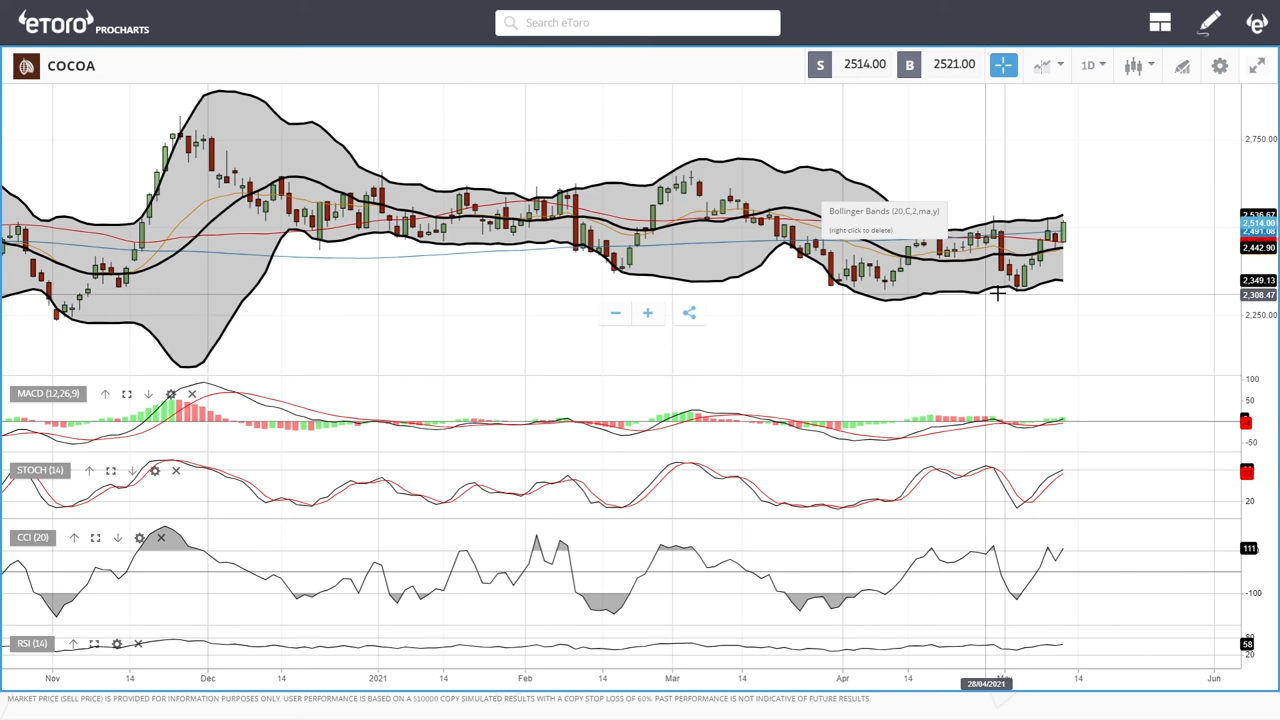 eToro PROCHARTS
Search eToro
COCOA
S 2514.00 B 2521.00
1D
2,750.00
Bollinger Bands (20,C,2,ma,y)
(right click to delete)
2,536.67
2,514.00
2,491.08
2,442.90
2,349.13
2,308.47
2,250.00
MACD (12,26,9)
100
50
-50
STOCH (14)
72
20
CCI (20)
111
-100
RSI (14)
80
58
20
Nov 14 Dec 14 2021 14 Feb 14 Mar 14 Apr 14 May 14 Jun
28/04/2021
MARKET PRICE (SELL PRICE) IS PROVIDED FOR INFORMATION PURPOSES ONLY. USER PERFORMANCE IS BASED ON A $10000 COPY SIMULATED RESULTS WITH A COPY STOP LOSS OF 60%. PAST PERFORMANCE IS NOT INDICATIVE OF FUTURE RESULTS.